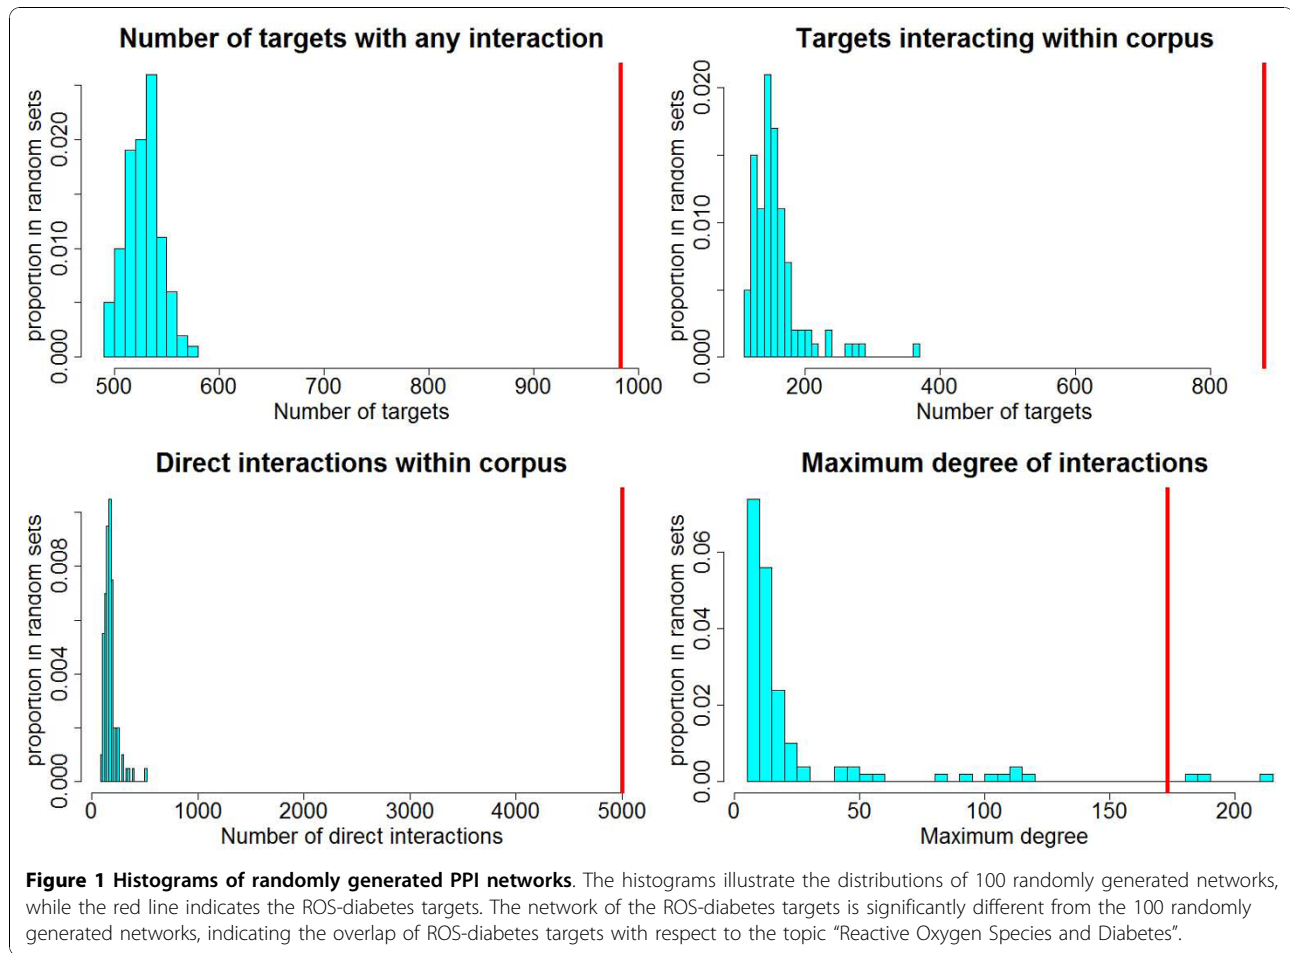 Number of targets with any interaction
proportion in random sets
0.000 0.010 0.020
500 600 700 800 900 1000
Number of targets
Targets interacting within corpus
proportion in random sets
0.000 0.010 0.020
200 400 600 800
Number of targets
Direct interactions within corpus
proportion in random sets
0.000 0.004 0.008
0 1000 2000 3000 4000 5000
Number of direct interactions
Maximum degree of interactions
proportion in random sets
0.00 0.02 0.04 0.06
0 50 100 150 200
Maximum degree
Figure 1 Histograms of randomly generated PPI networks. The histograms illustrate the distributions of 100 randomly generated networks,
while the red line indicates the ROS-diabetes targets. The network of the ROS-diabetes targets is significantly different from the 100 randomly
generated networks, indicating the overlap of ROS-diabetes targets with respect to the topic “Reactive Oxygen Species and Diabetes”.